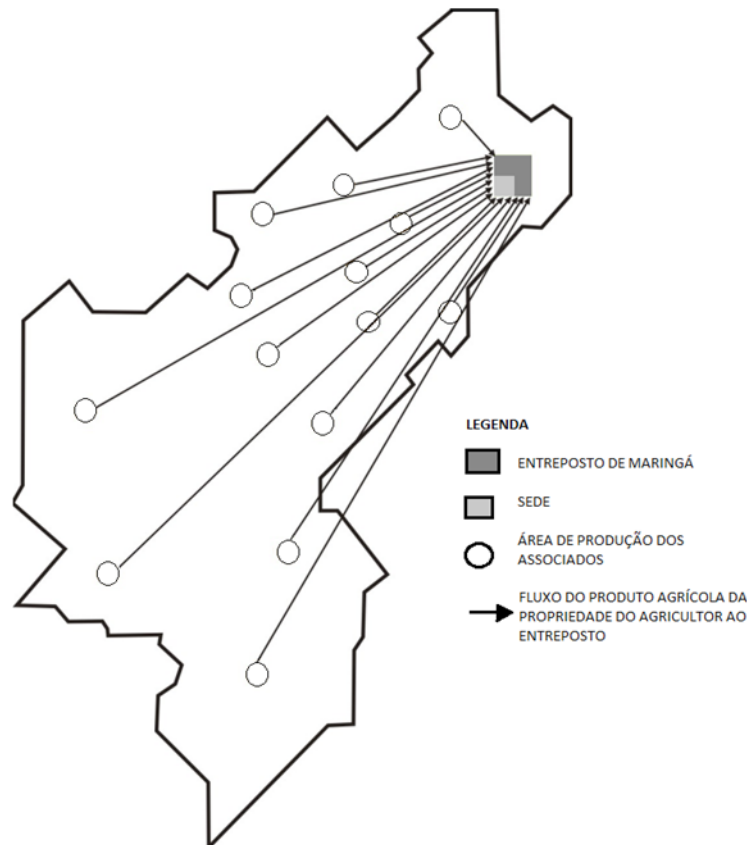 LEGENDA
ENTREPOSTO DE MARINGÁ
SEDE
ÁREA DE PRODUÇÃO DOS
ASSOCIADOS
FLUXO DO PRODUTO AGRÍCOLA DA
PROPRIEDADE DO AGRICULTOR AO
ENTREPOSTO